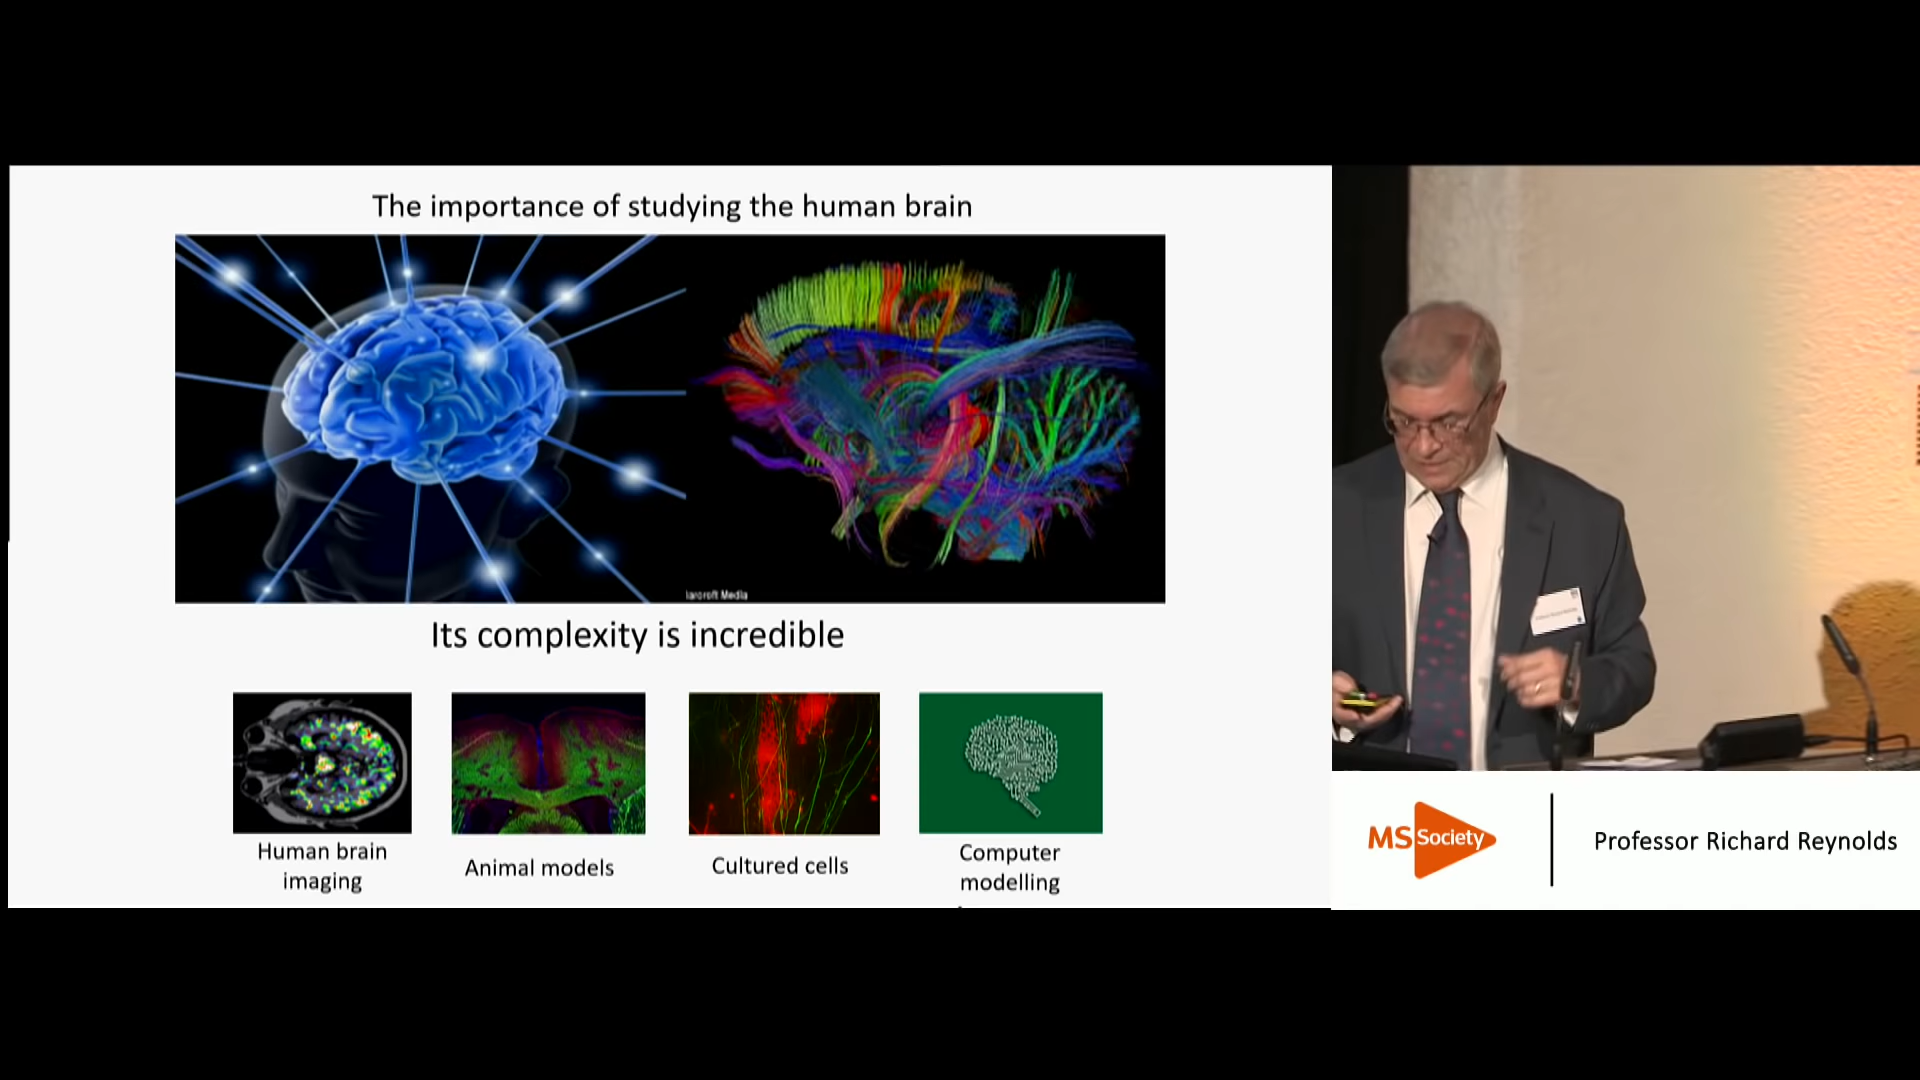 The importance of studying the human brain
Its complexity is incredible
Human brain
imaging
Animal models
Cultured cells
Computer
modelling
MS Society
Professor Richard Reynolds